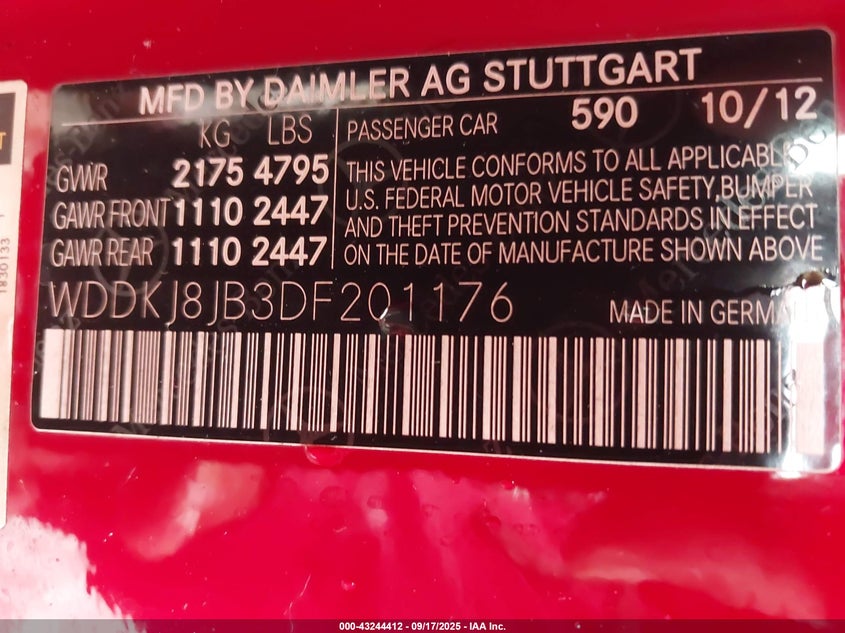 MFD BY DAIMLER AG STUTTGART
KG LBS
GVWR 2175 4795
GAWR FRONT 1110 2447
GAWR REAR 1110 2447
PASSENGER CAR 590 10/12
THIS VEHICLE CONFORMS TO ALL APPLICABLE
U.S. FEDERAL MOTOR VEHICLE SAFETY, BUMPER
AND THEFT PREVENTION STANDARDS IN EFFECT
ON THE DATE OF MANUFACTURE SHOWN ABOVE
WDDKJ8JB3DF201176
MADE IN GERMANY
1830133
000-43244412 - 09/17/2025 - IAA Inc.